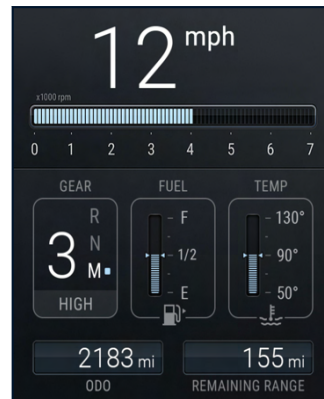 12 mph
x1000 rpm
0 1 2 3 4 5 6 7
GEAR FUEL TEMP
R F 130°
3 N 1/2 90°
M E 50°
HIGH
2183 mi 155 mi
ODO REMAINING RANGE